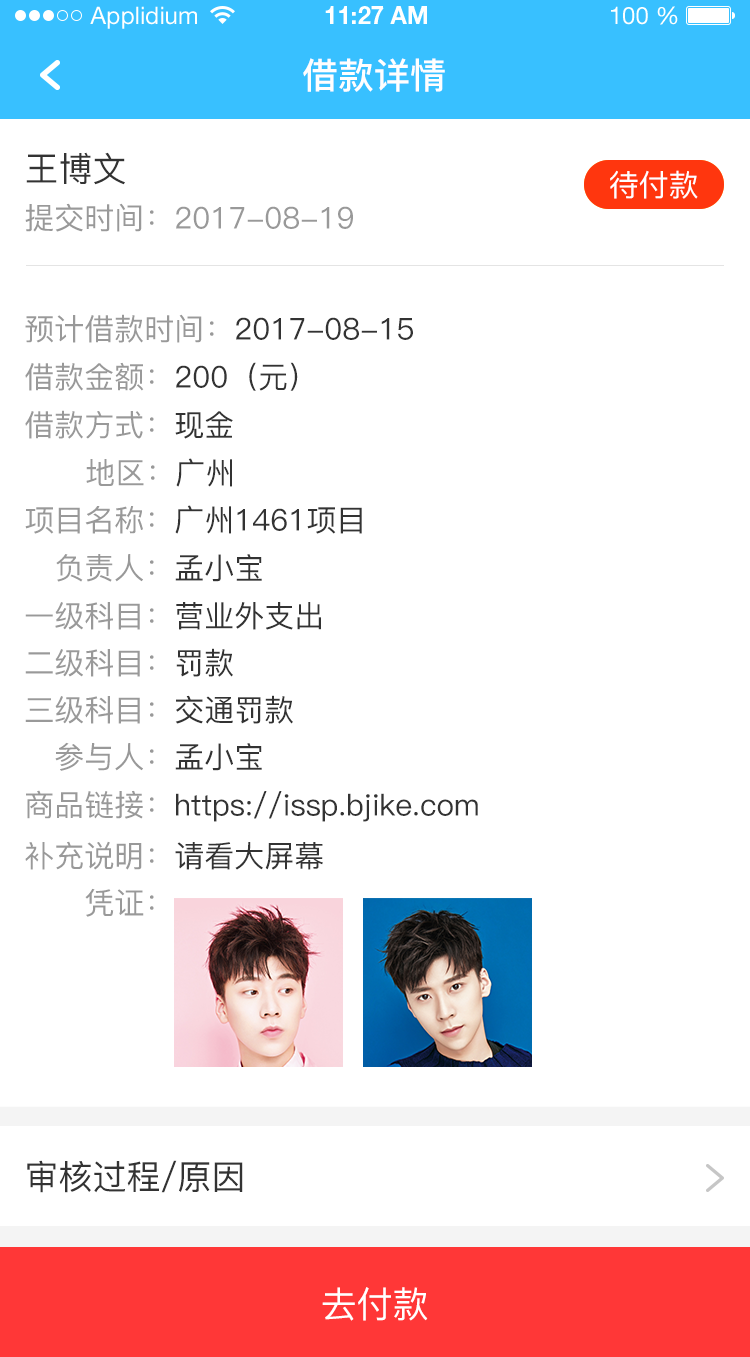 Applidium 11:27 AM 100 %
借款详情
王博文
待付款
提交时间：2017-08-19
预计借款时间：2017-08-15
借款金额：200（元）
借款方式：现金
地区：广州
项目名称：广州1461项目
负责人：孟小宝
一级科目：营业外支出
二级科目：罚款
三级科目：交通罚款
参与人：孟小宝
商品链接：https://issp.bjike.com
补充说明：请看大屏幕
凭证：
审核过程/原因
去付款